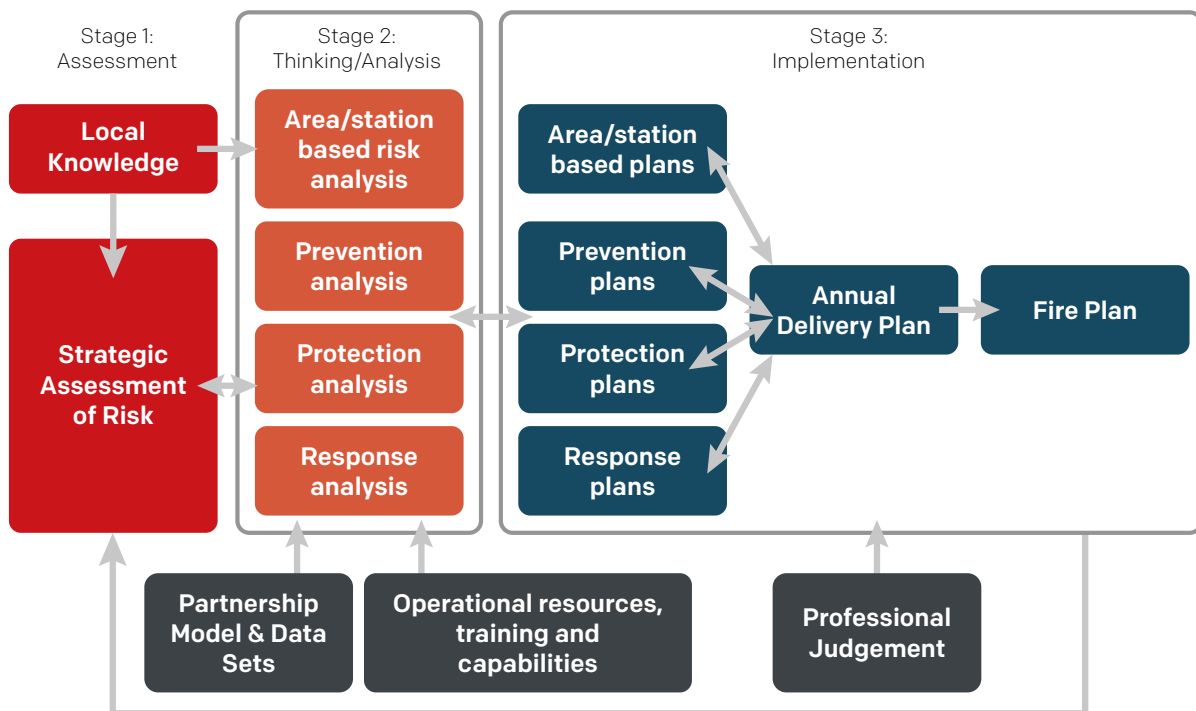 Stage 1:
Assessment
Stage 2:
Thinking/Analysis
Stage 3:
Implementation
Local
Knowledge
Strategic
Assessment
of Risk
Area/station
based risk
analysis
Prevention
analysis
Protection
analysis
Response
analysis
Area/station
based plans
Prevention
plans
Protection
plans
Response
plans
Annual
Delivery Plan
Fire Plan
Partnership
Model & Data
Sets
Operational resources,
training and
capabilities
Professional
Judgement